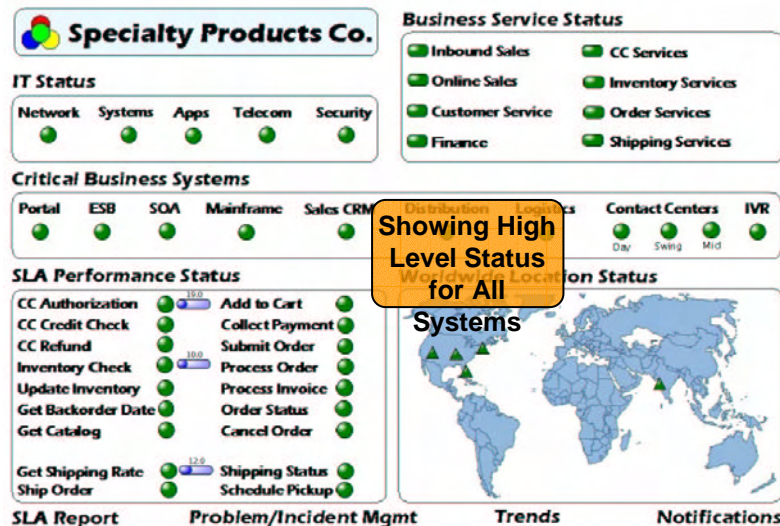 Specialty Products Co.
Business Service Status
Inbound Sales
CC Services
Online Sales
Inventory Services
Customer Service
Order Services
Finance
Shipping Services
IT Status
Network Systems Apps Telecom Security
Critical Business Systems
Portal ESB SOA Mainframe Sales CRM Distribution Logistics Contact Centers IVR
Day Swing Mid
Showing High
Level Status
for All
Systems
SLA Performance Status
Worldwide Location Status
CC Authorization 19.0 Add to Cart
CC Credit Check Collect Payment
CC Refund Submit Order
Inventory Check 10.0 Process Order
Update Inventory Process Invoice
Get Backorder Date Order Status
Get Catalog Cancel Order
Get Shipping Rate 12.0 Shipping Status
Ship Order Schedule Pickup
SLA Report Problem/Incident Mgmt Trends Notifications